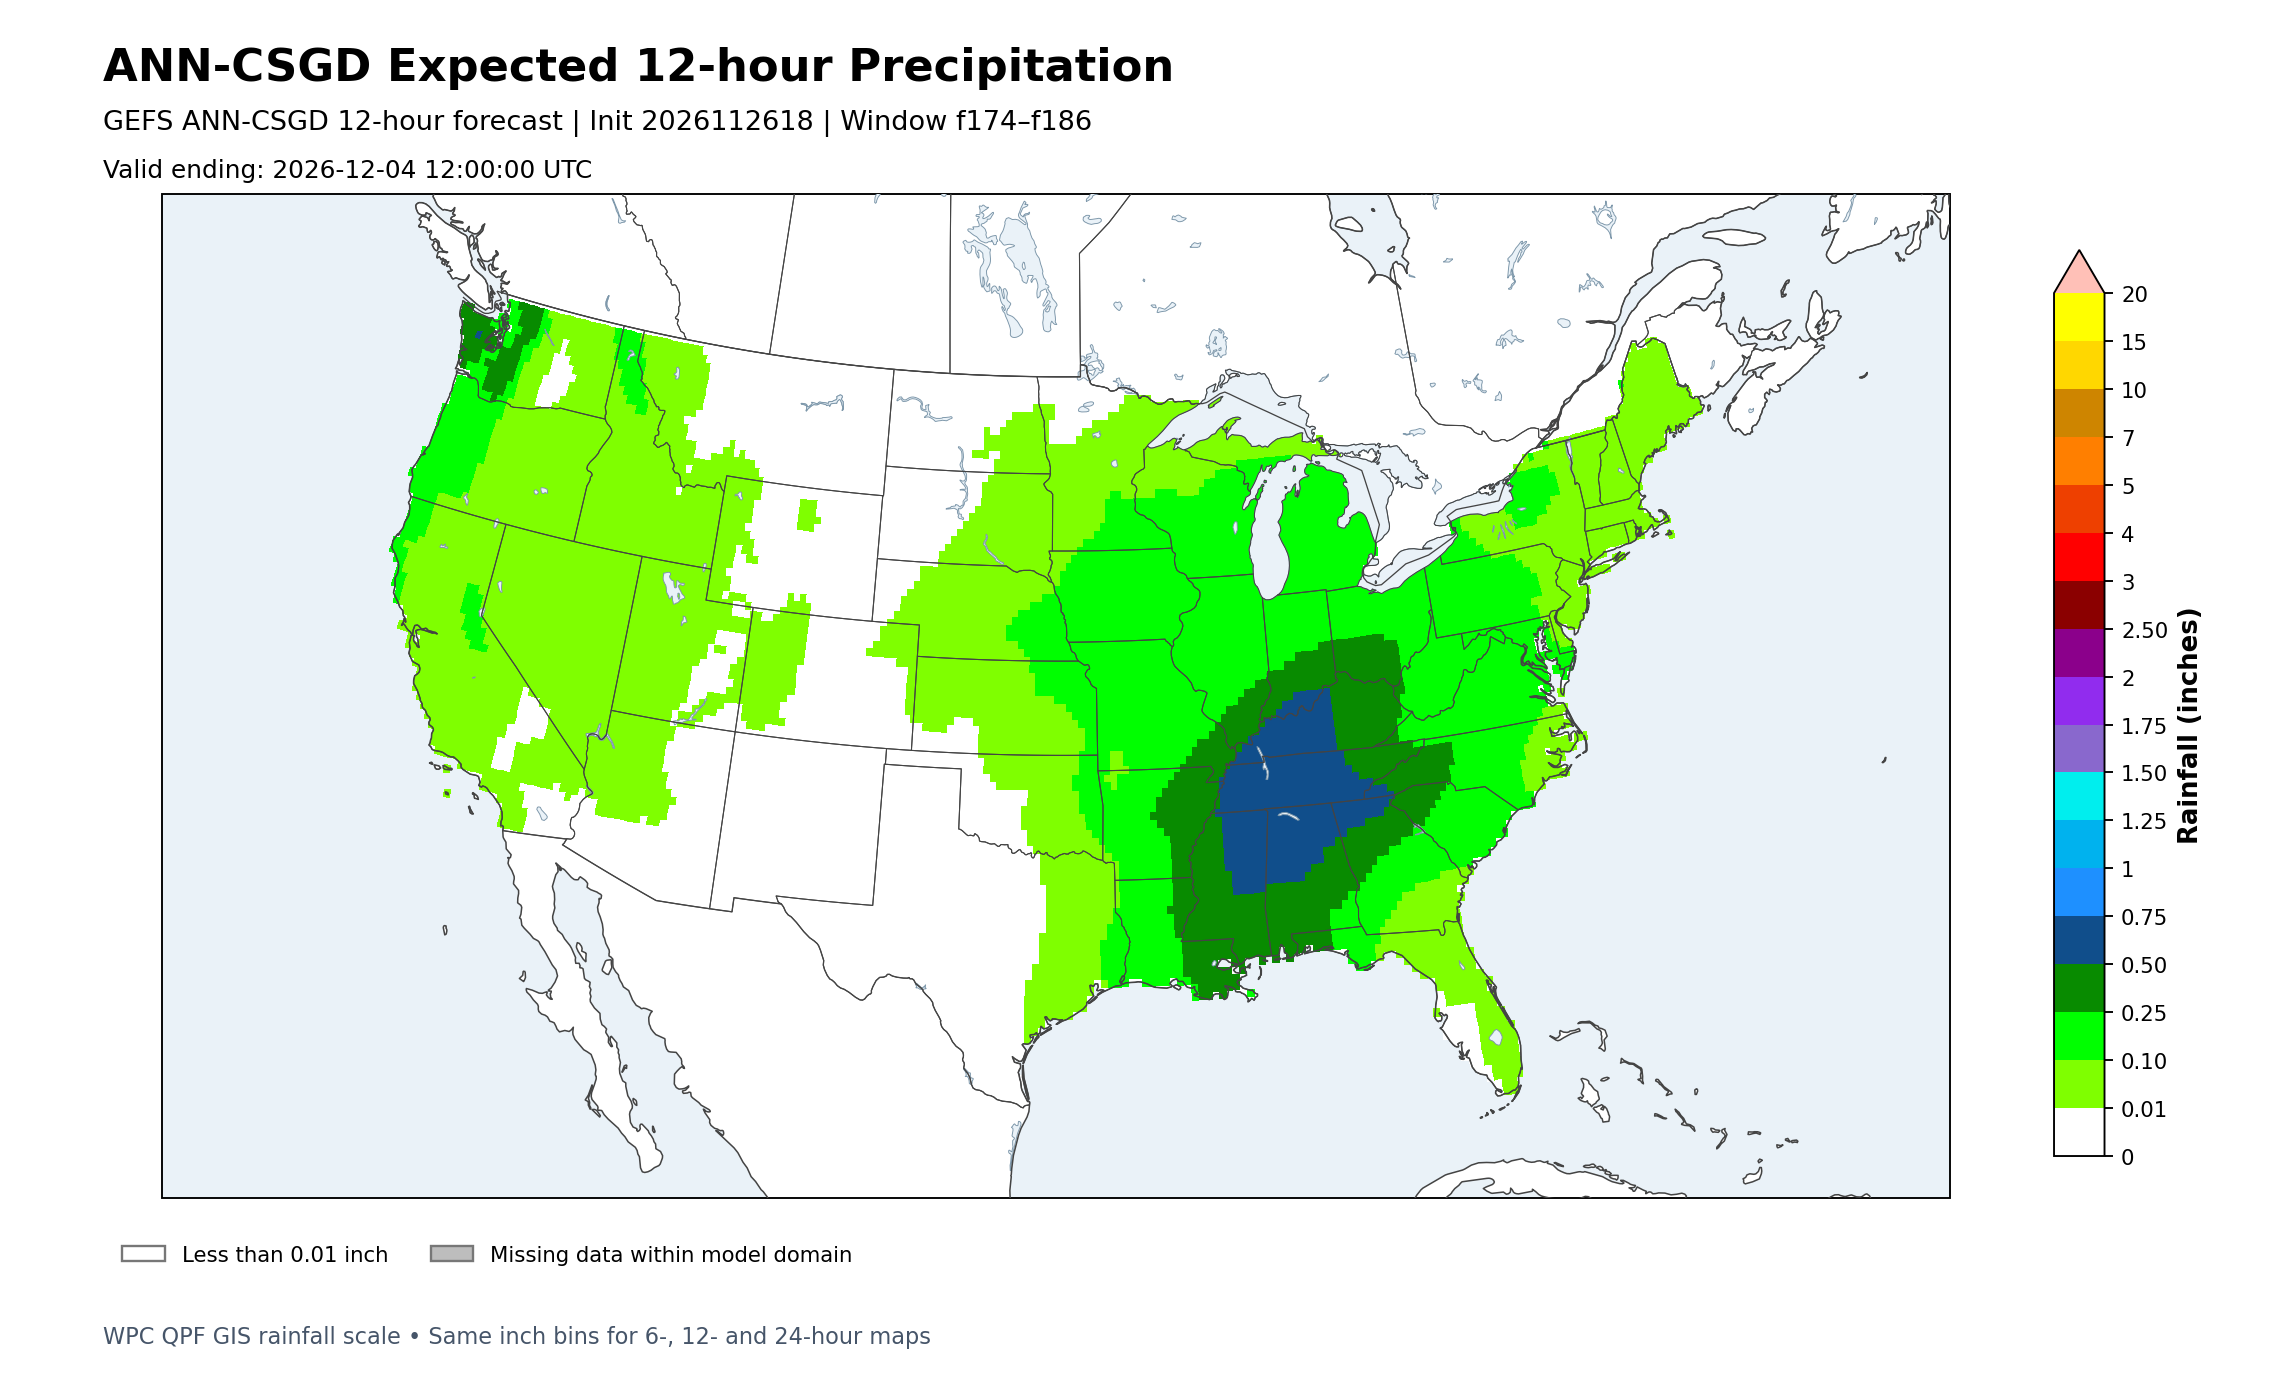 ANN-CSGD Expected 12-hour Precipitation
GEFS ANN-CSGD 12-hour forecast | Init 2026112618 | Window f174–f186
Valid ending: 2026-12-04 12:00:00 UTC
20
15
10
7
5
4
3
2.50
2
1.75
1.50
1.25
1
0.75
0.50
0.25
0.10
0.01
0
Rainfall (inches)
Less than 0.01 inch
Missing data within model domain
WPC QPF GIS rainfall scale • Same inch bins for 6-, 12- and 24-hour maps